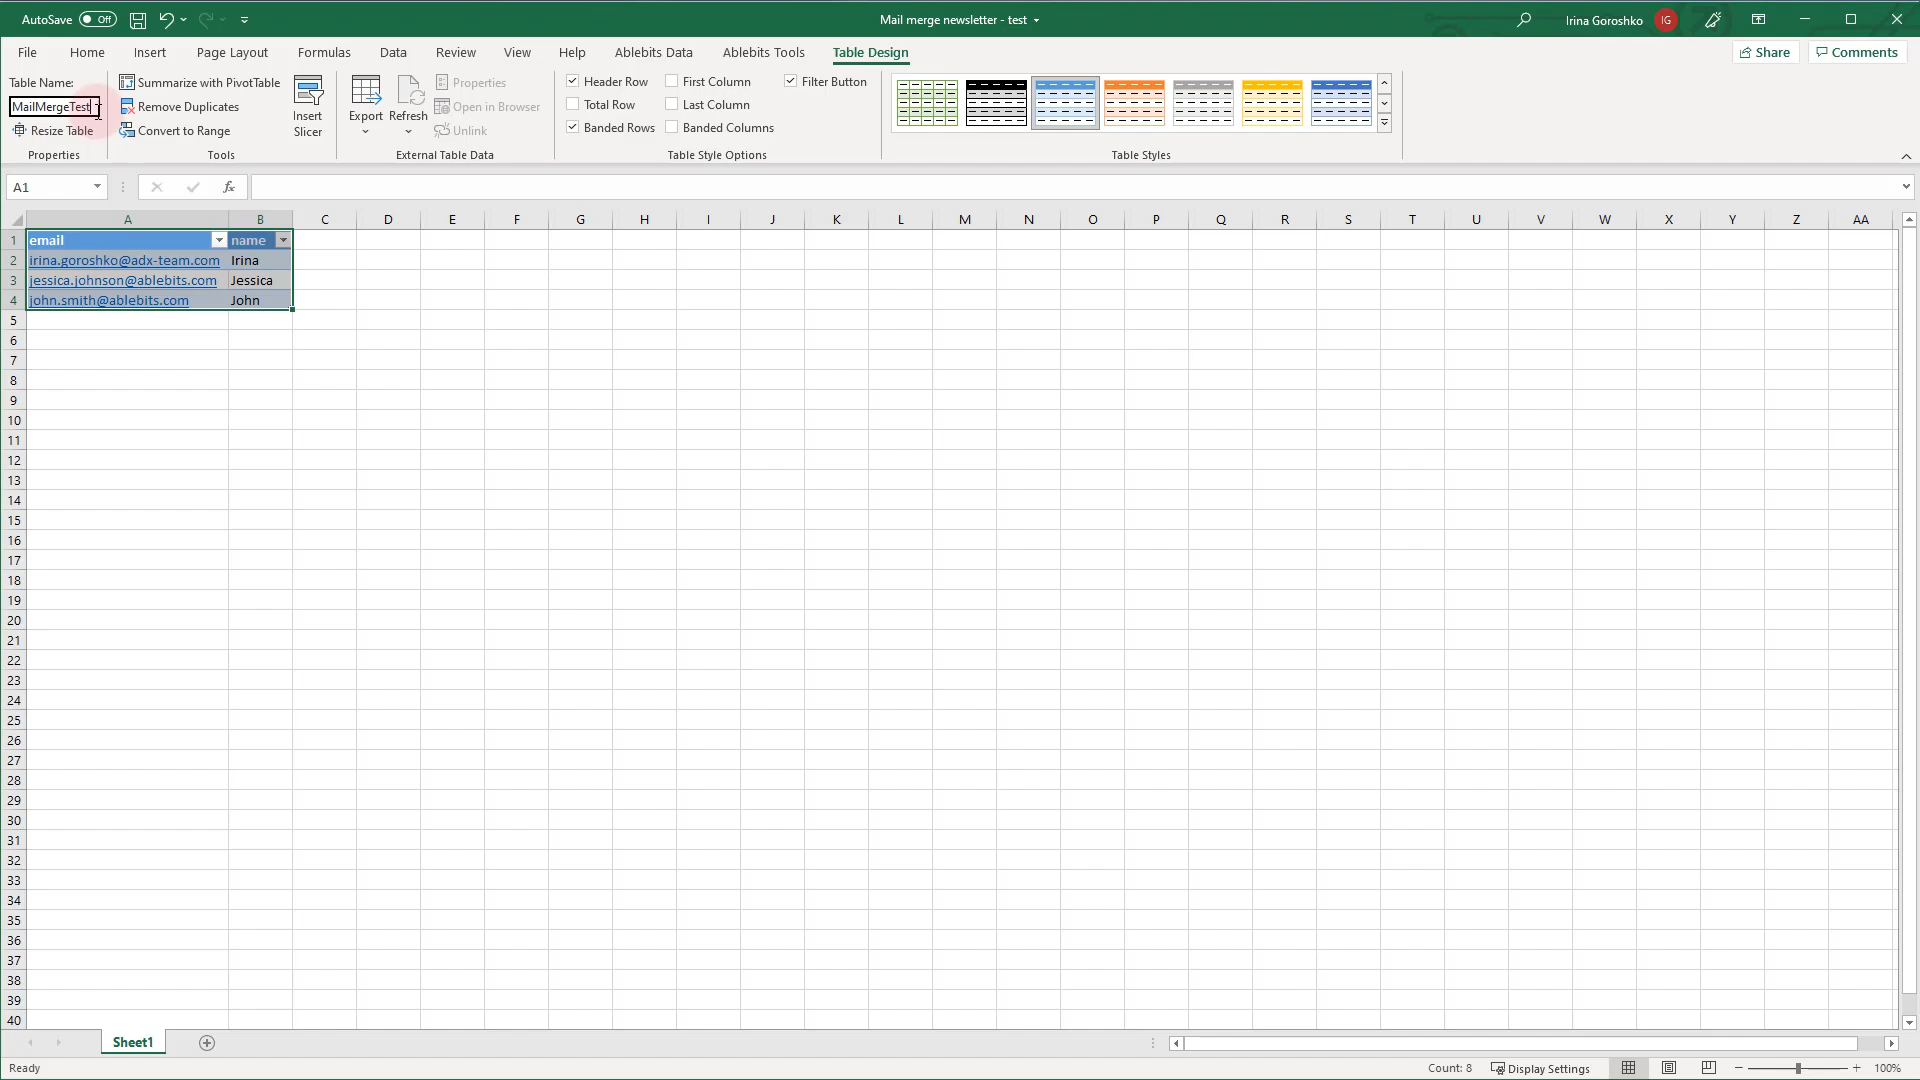 AutoSave Off
Mail merge newsletter - test
Irina Goroshko IG
File Home Insert Page Layout Formulas Data Review View Help Ablebits Data Ablebits Tools Table Design Share Comments
Table Name:
MailMergeTest
Resize Table
Properties
Summarize with PivotTable
Remove Duplicates
Convert to Range
Insert
Slicer
Tools
Export
Refresh
Properties
Open in Browser
Unlink
External Table Data
Header Row
Total Row
Banded Rows
First Column
Last Column
Banded Columns
Filter Button
Table Style Options
Table Styles
A1
fx
A B C D E F G H I J K L M N O P Q R S T U V W X Y Z AA
1 email name
2 irina.goroshko@adx-team.com Irina
3 jessica.johnson@ablebits.com Jessica
4 john.smith@ablebits.com John
5
6
7
8
9
10
11
12
13
14
15
16
17
18
19
20
21
22
23
24
25
26
27
28
29
30
31
32
33
34
35
36
37
38
39
40
Sheet1
Ready
Count: 8 Display Settings 100%